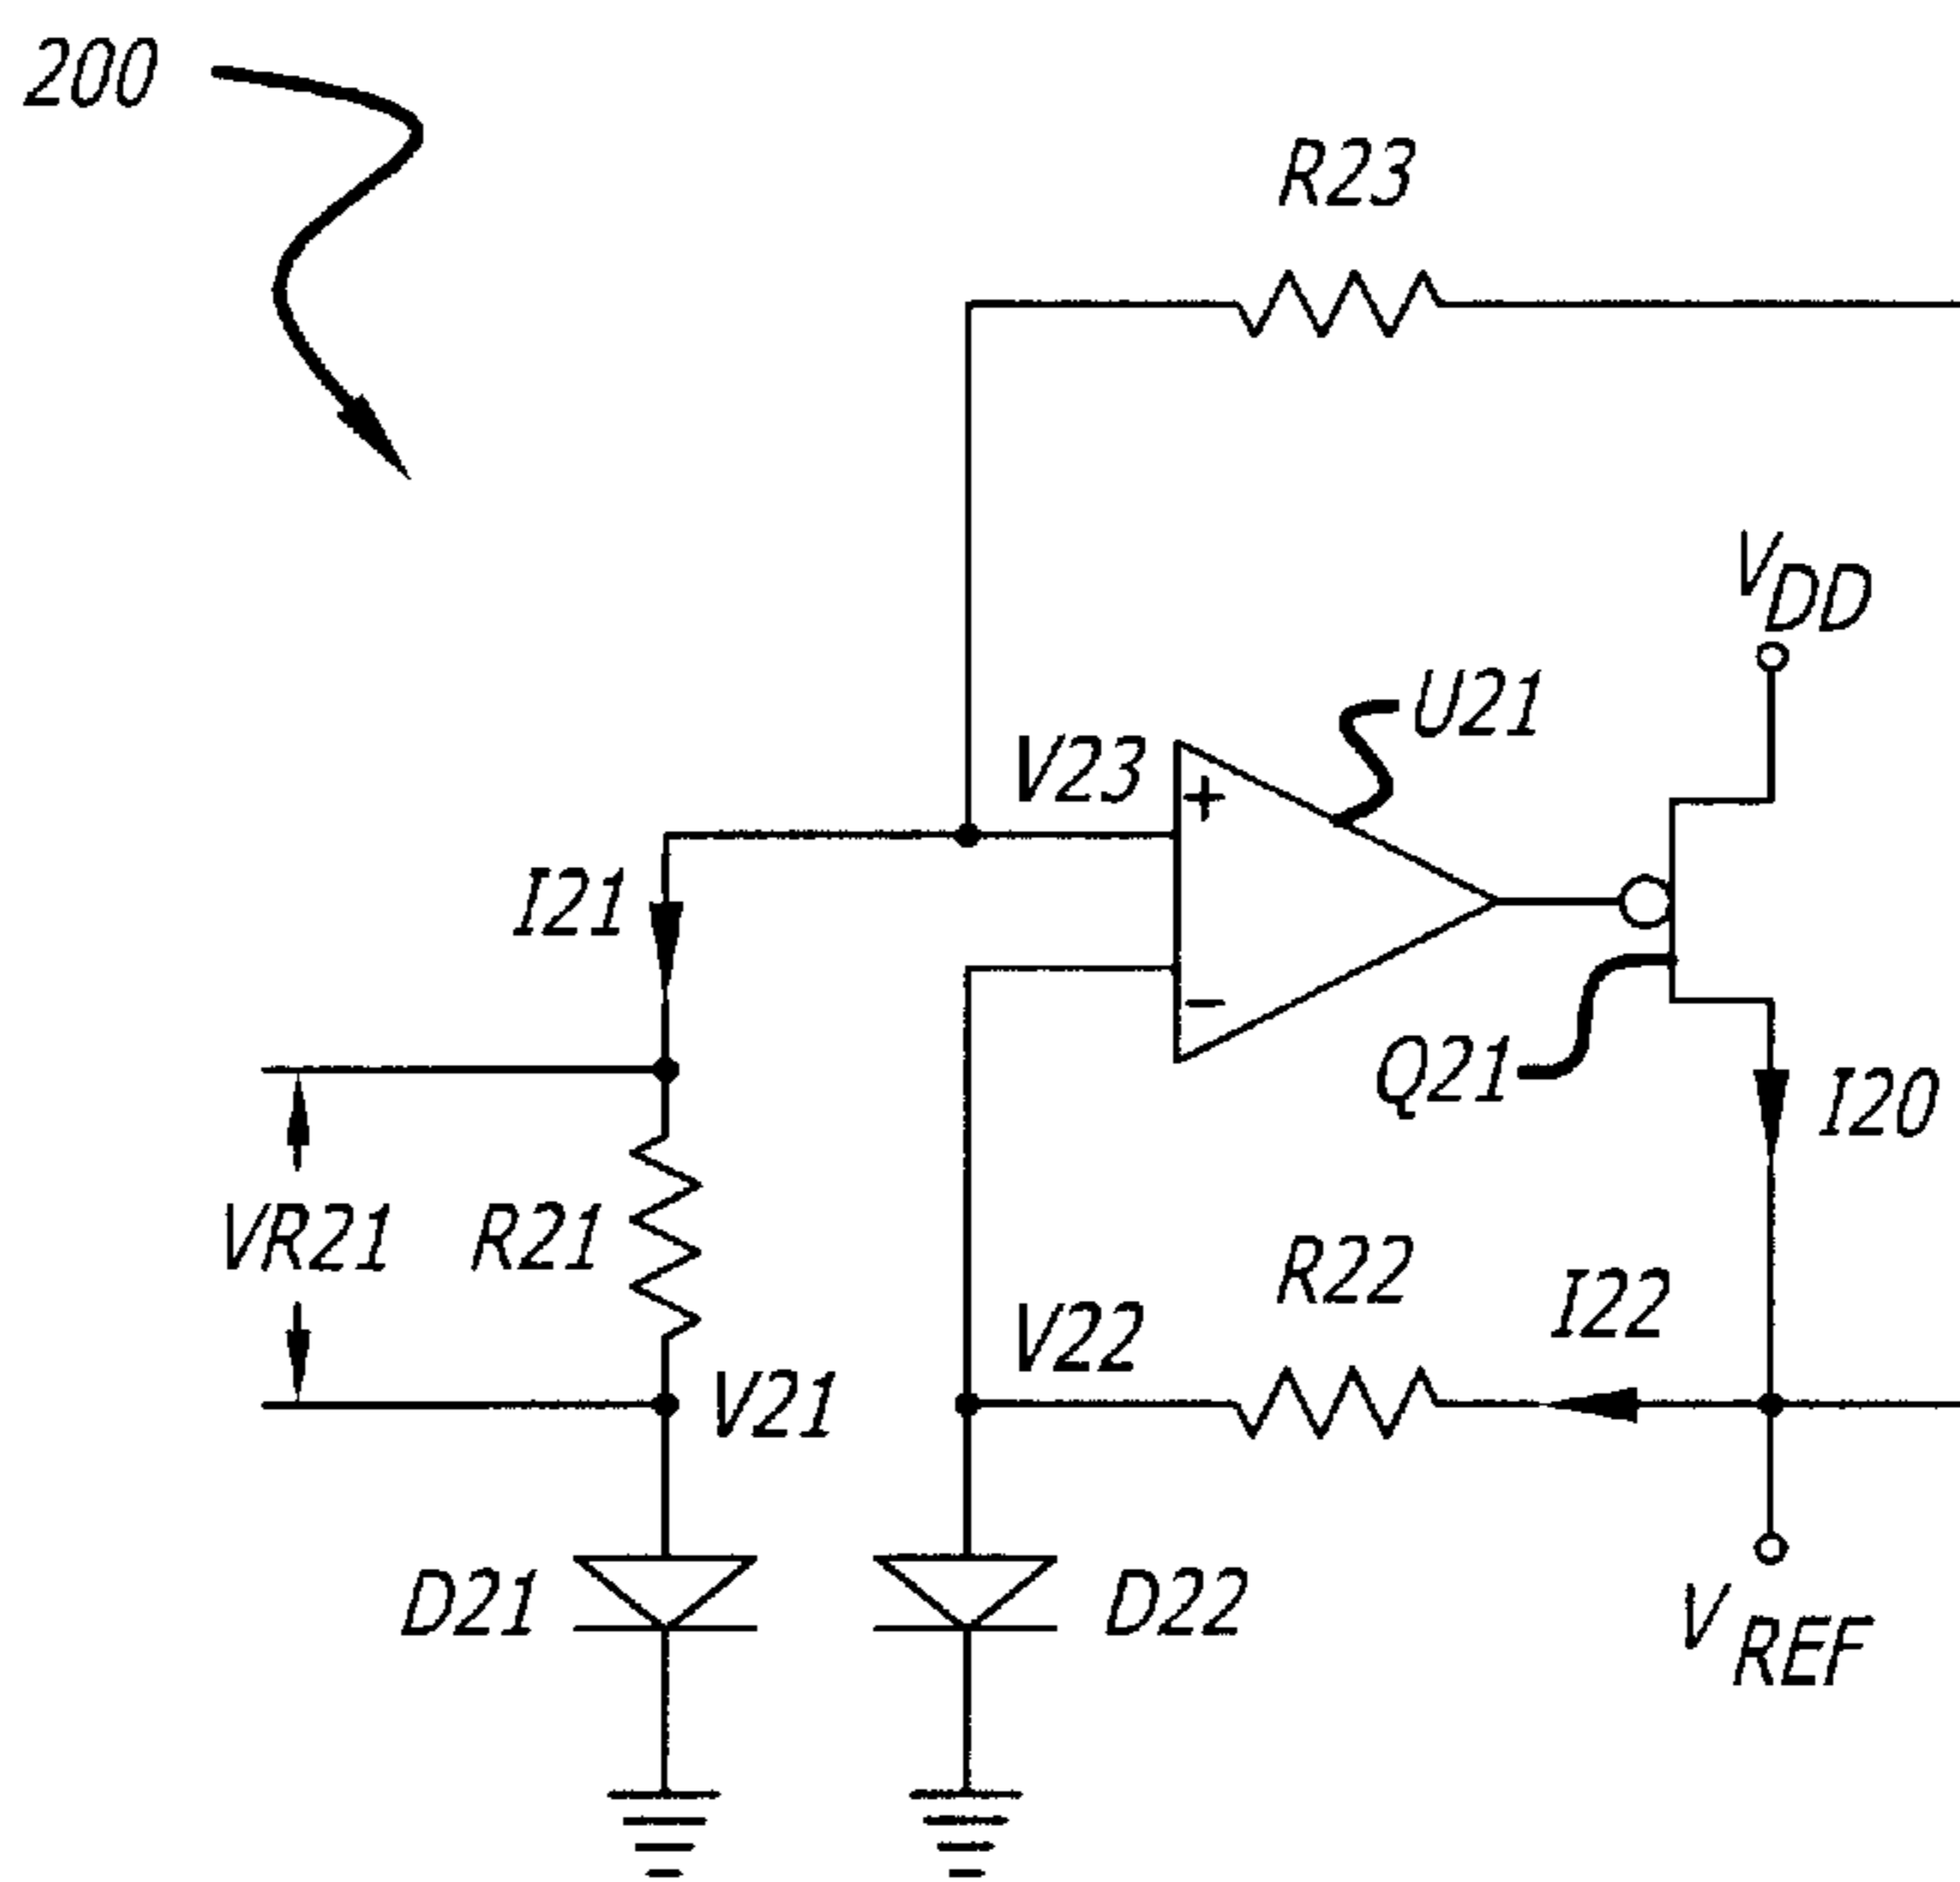 200
R23
VDD
U21
V23
+
I21
Q21
I20
−
VR21
R21
R22
I22
V22
V21
D21
D22
VREF